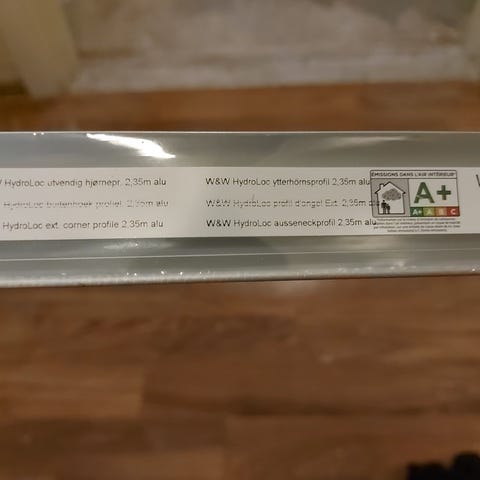 HydroLoc utvendig hjørnepr. 2,35m alu
HydroLoc buitenhoek profiel 2,35m alu
HydroLoc ext. corner profile 2,35m alu
W&W HydroLoc ytterhörnsprofil 2,35m alu
W&W HydroLoc profil d'angel Ext. 2,35m alu
W&W HydroLoc ausseneckprofil 2,35m alu
ÉMISSIONS DANS L'AIR INTÉRIEUR*
A+
A+ A B C